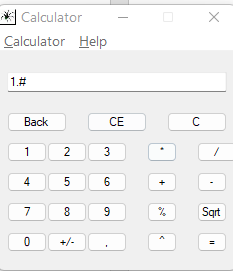 Calculator
Calculator Help
1.#
Back CE C
1 2 3 * /
4 5 6 + -
7 8 9 % Sqrt
0 +/- , ^ =